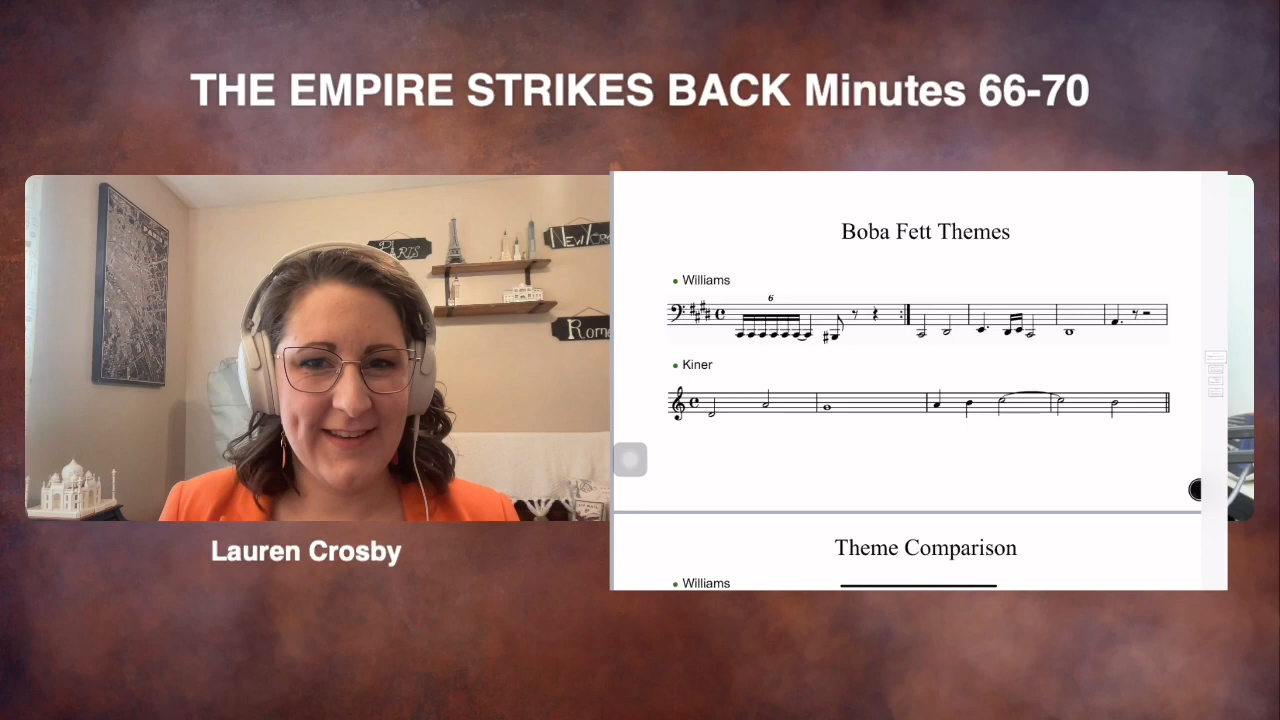 THE EMPIRE STRIKES BACK Minutes 66-70
PARIS
PARIS
New York
Rome
Lauren Crosby
Boba Fett Themes
• Williams
6
• Kiner
Theme Comparison
• Williams